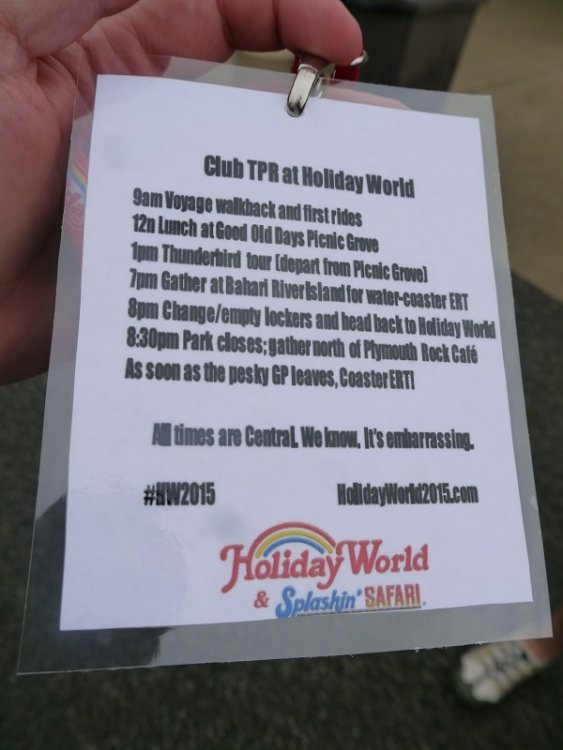 Club TPR at Holiday World
9am Voyage walkback and first rides
12n Lunch at Good Old Days Picnic Grove
1pm Thunderbird tour (depart from Picnic Grove)
7pm Gather at Bahari River Island for water-coaster ERT
8pm Change/empty lockers and head back to Holiday World
8:30pm Park closes; gather north of Plymouth Rock Café
As soon as the pesky GP leaves, Coaster ERT!
All times are Central. We know. It's embarrassing.
#HW2015 HolidayWorld2015.com
Holiday World
& Splashin' SAFARI